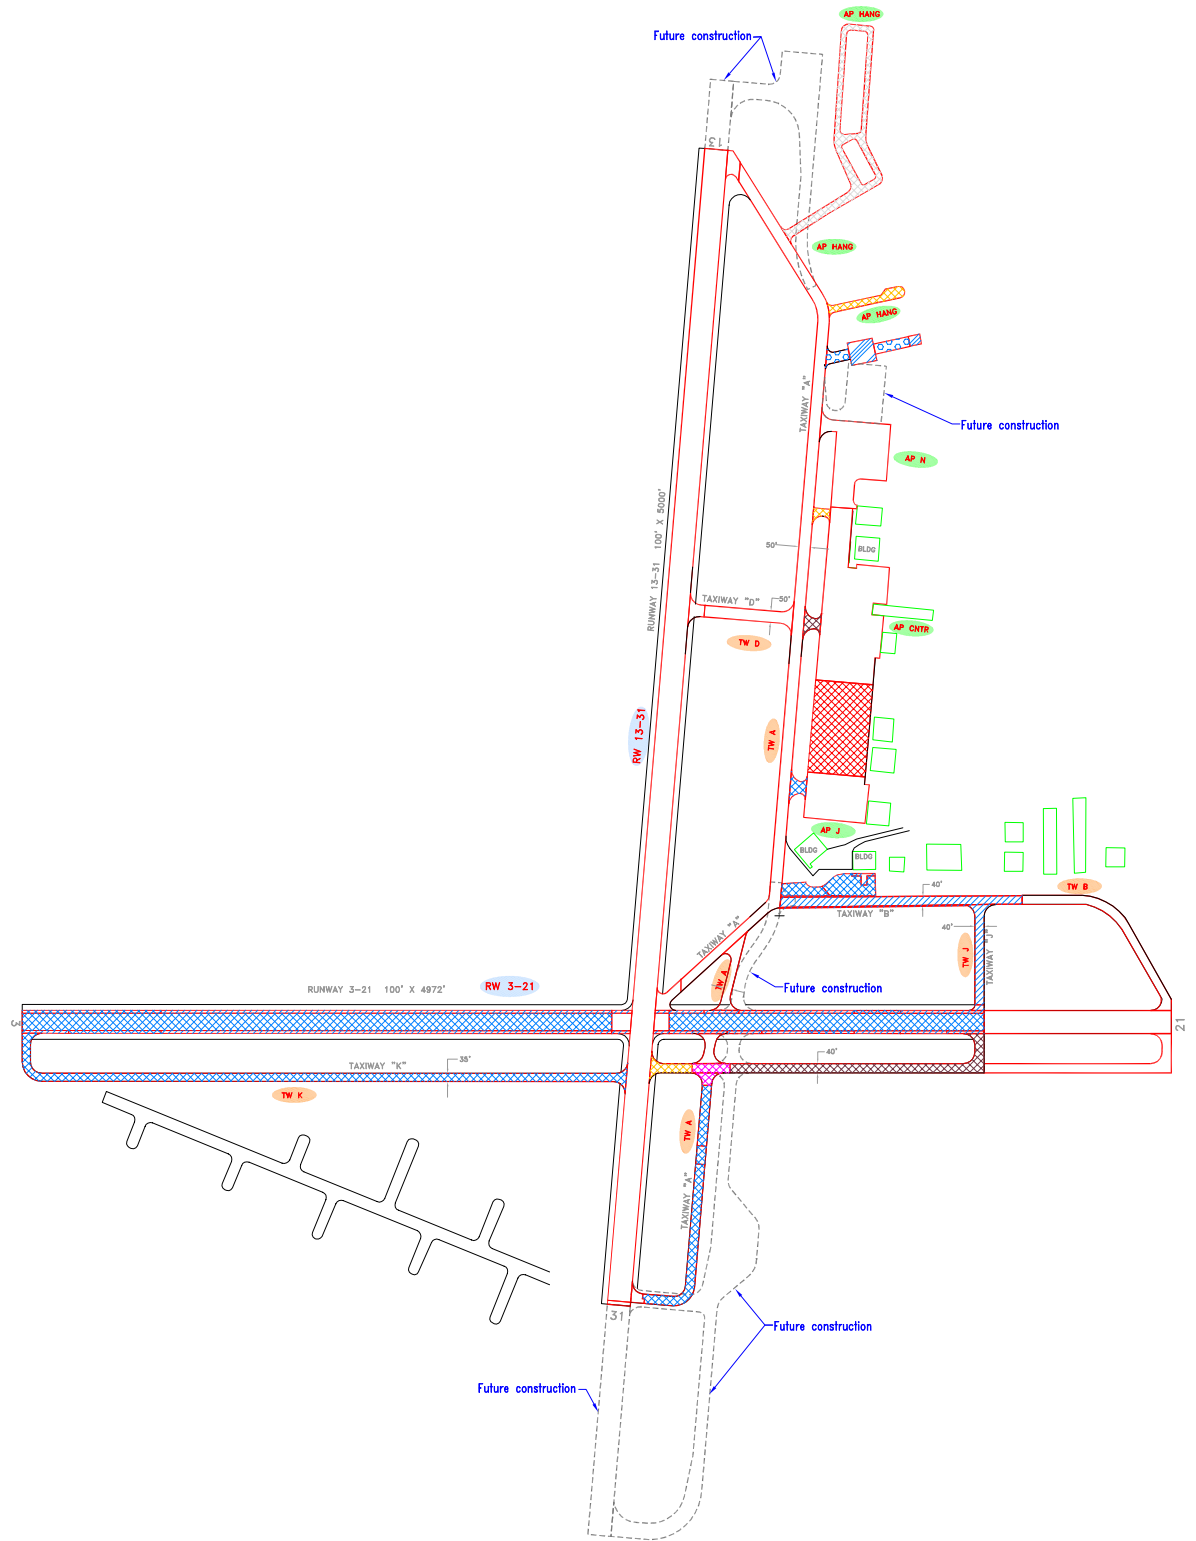 AP HANG
Future construction
13
AP HANG
AP HANG
TAXIWAY "A"
Future construction
AP N
RUNWAY 13-31 100' X 5000'
50'
BLDG
TAXIWAY "D"
50'
AP CNTR
TW D
RW 13-31
TW A
AP J
BLDG
BLDG
40'
TW B
TAXIWAY "B"
TAXIWAY "A"
40'
TW J
TAXIWAY "J"
TW A
RUNWAY 3-21 100' X 4972'
RW 3-21
Future construction
3
21
TAXIWAY "K"
35'
40'
TW K
TW A
TAXIWAY "A"
31
Future construction
Future construction